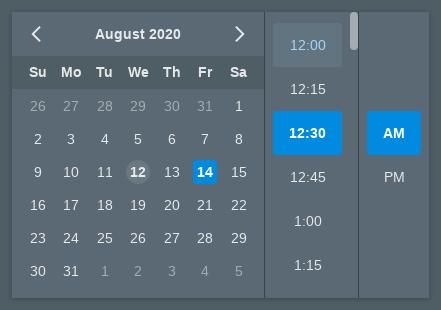 August 2020
Su Mo Tu We Th Fr Sa
26 27 28 29 30 31 1
2 3 4 5 6 7 8
9 10 11 12 13 14 15
16 17 18 19 20 21 22
23 24 25 26 27 28 29
30 31 1 2 3 4 5
12:00
12:15
12:30
12:45
1:00
1:15
AM
PM